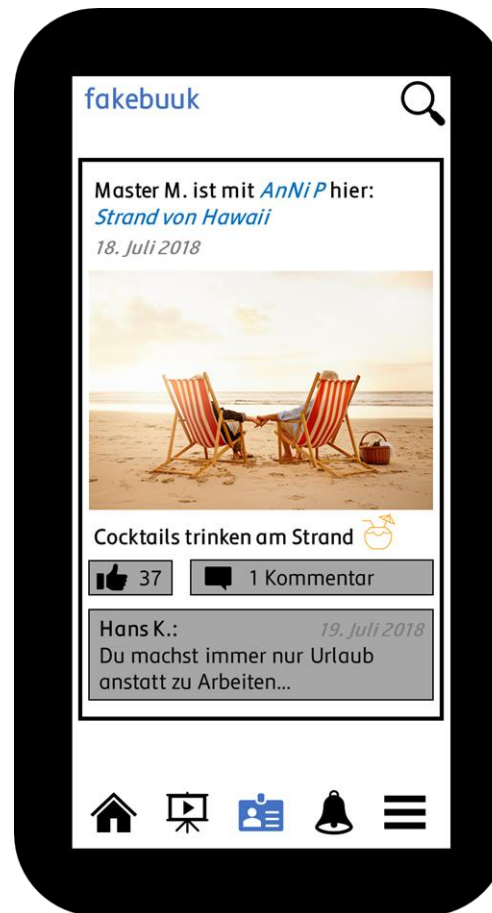 fakebuuk
Master M. ist mit AnNi P hier:
Strand von Hawaii
18. Juli 2018
Cocktails trinken am Strand
37
1 Kommentar
Hans K.: 19. Juli 2018
Du machst immer nur Urlaub
anstatt zu Arbeiten...